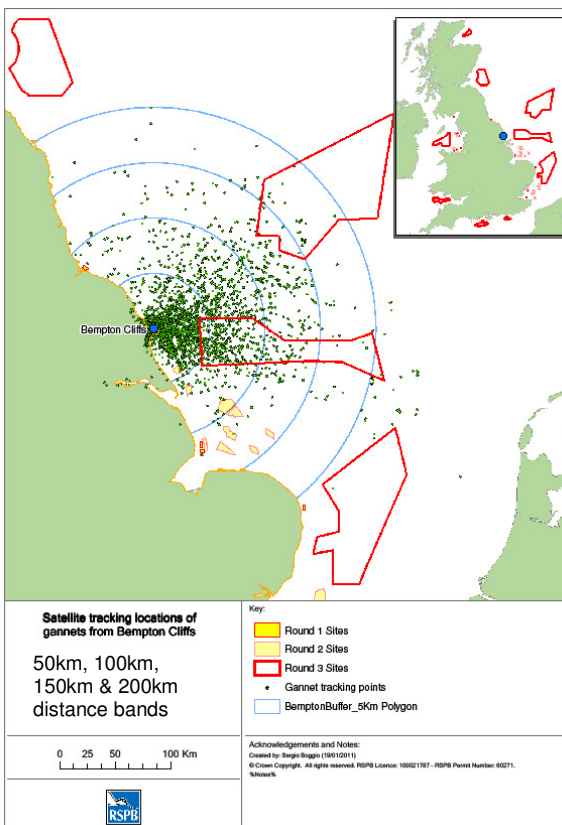 Bempton Cliffs
Satellite tracking locations of
gannets from Bempton Cliffs
50km, 100km,
150km & 200km
distance bands
0 25 50 100 Km
RSPB
Key:
Round 1 Sites
Round 2 Sites
Round 3 Sites
Gannet tracking points
BemptonBuffer_5Km Polygon
Acknowledgements and Notes:
Created by: Sergio Boggio (19/01/2011)
© Crown Copyright. All rights reserved. RSPB Licence: 100021787 - RSPB Permit Number: 60271.
%Notes%